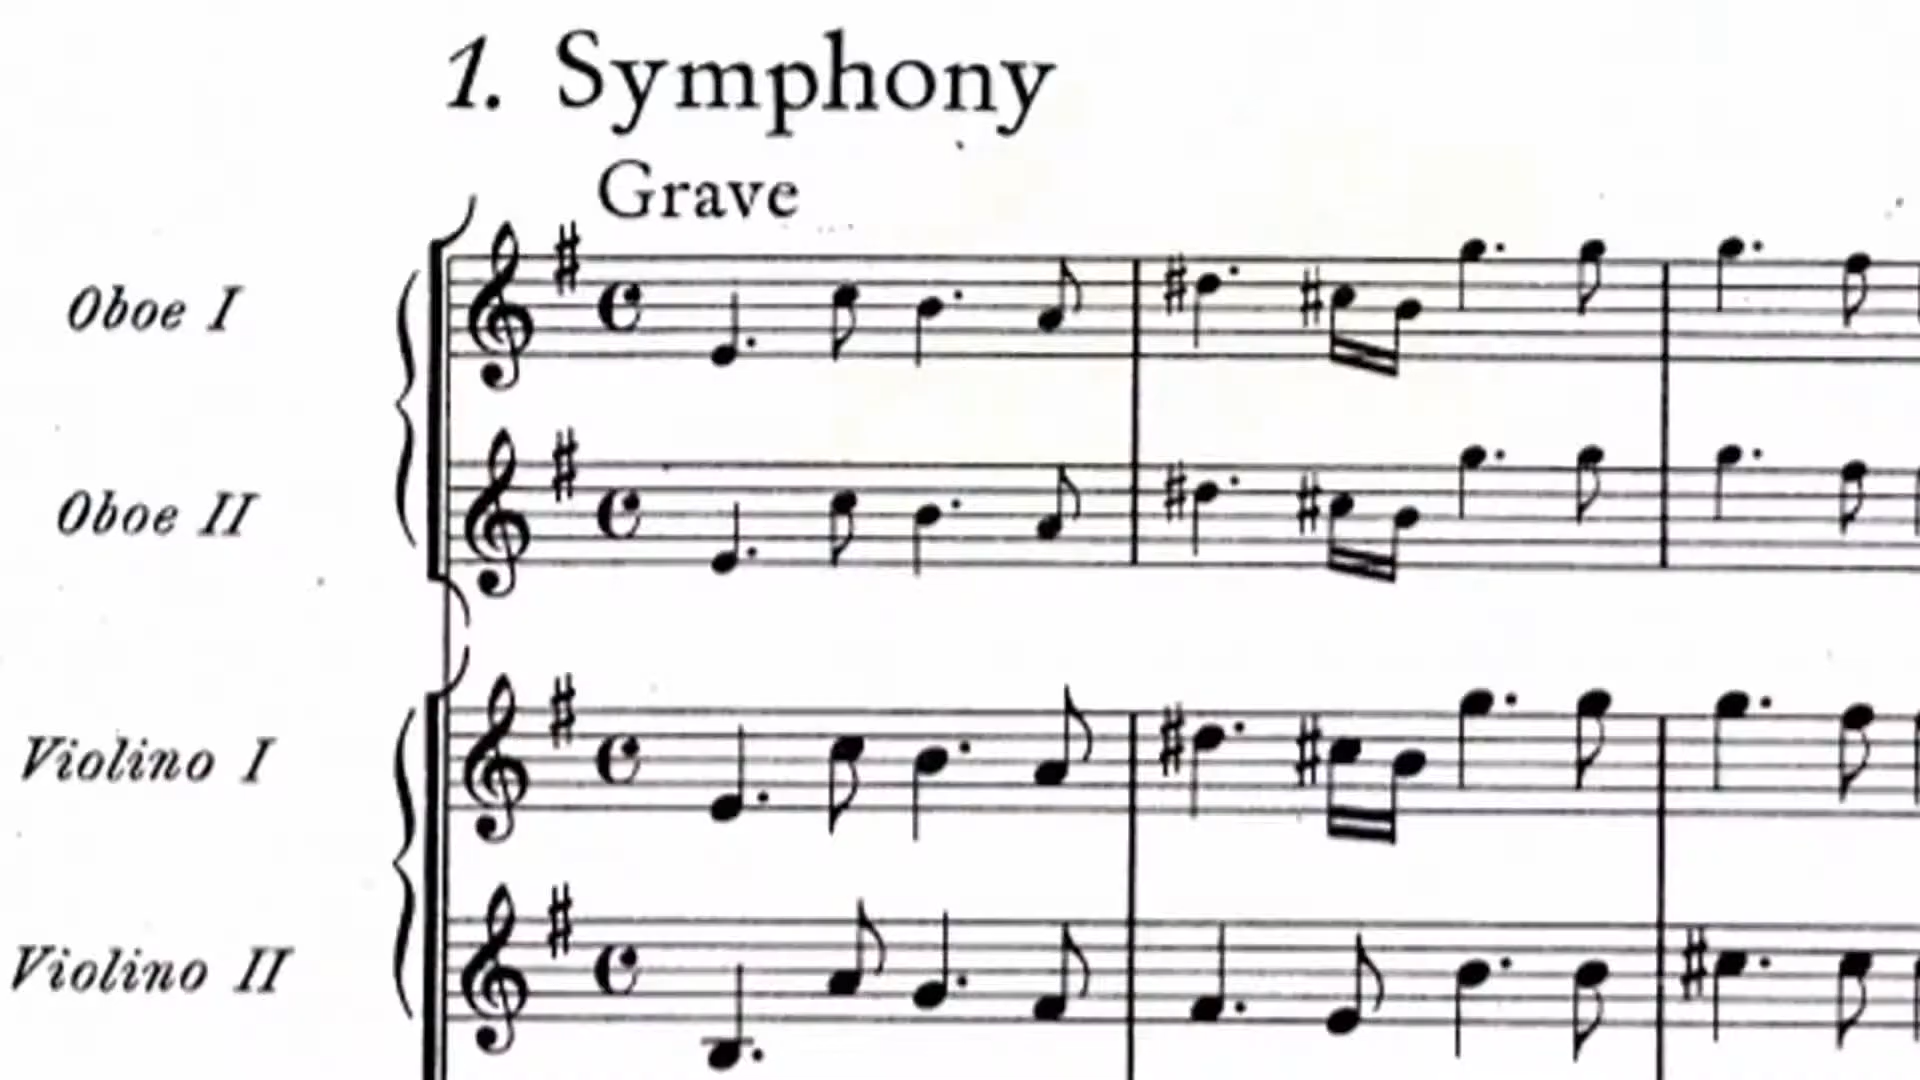 1. Symphony
Grave
Oboe I
Oboe II
Violino I
Violino II